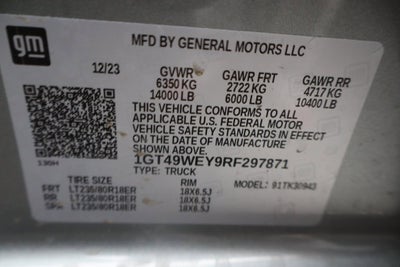 gm
MFD BY GENERAL MOTORS LLC
12/23 GVWR GAWR FRT GAWR RR
6350 KG 2722 KG 4717 KG
14000 LB 6000 LB 10400 LB
THIS VEHICLE CONFORMS TO ALL
APPLICABLE U.S. FEDERAL MOTOR
VEHICLE SAFETY STANDARDS IN EFFECT
ON THE DATE OF MANUFACTURE
SHOWN ABOVE.
1GT49WEY9RF297871
TYPE: TRUCK
TIRE RIM MODEL: 91TK30943
FRT LT235/80R18ER 18X6.5J
RR LT235/80R18ER 18X6.5J
SPA LT235/80R18ER 18X6.5J